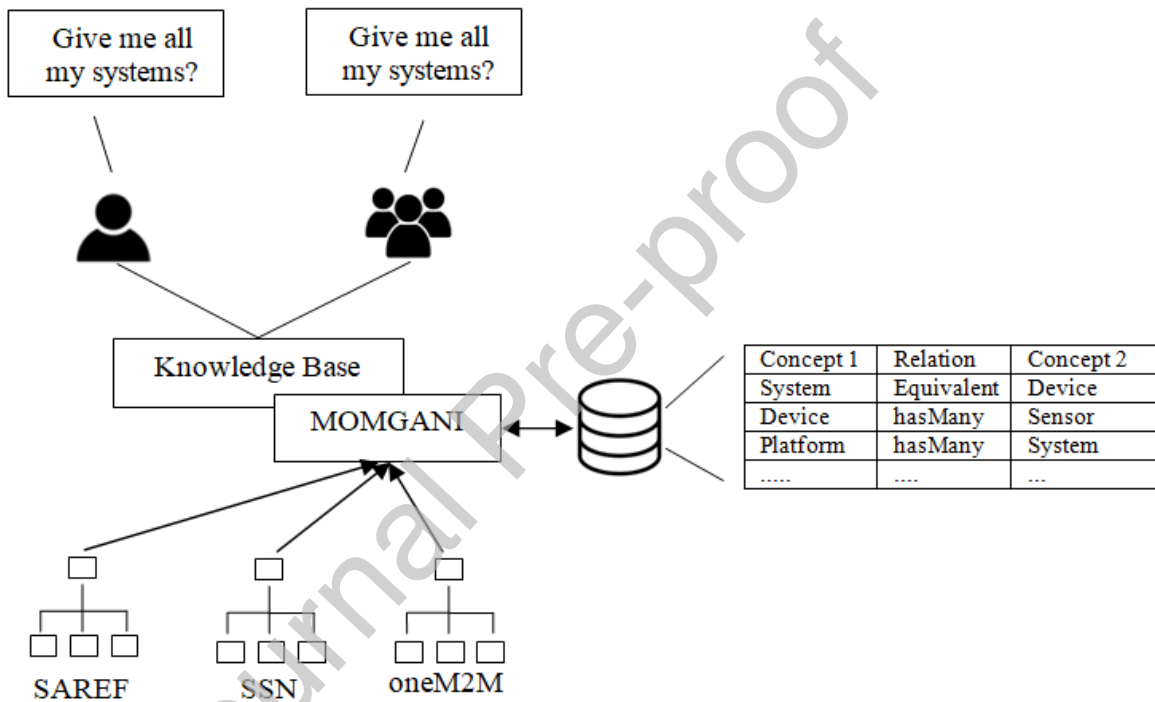 Give me all
my systems?
Give me all
my systems?
Knowledge Base
MOMGANI
Concept 1 Relation Concept 2
System Equivalent Device
Device hasMany Sensor
Platform hasMany System
..... .... ...
SAREF SSN oneM2M
Journal Pre-proof